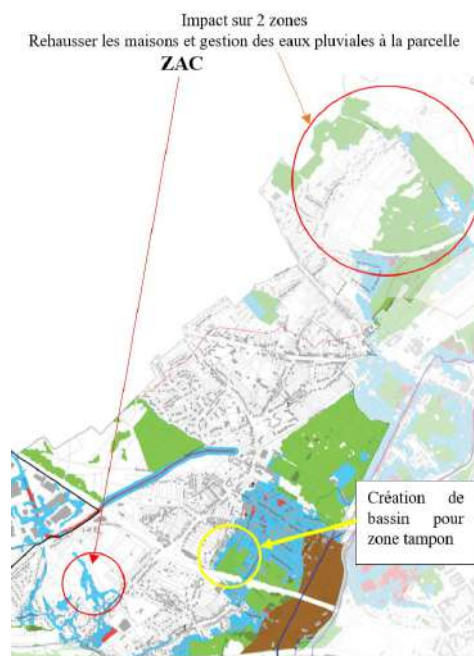 Impact sur 2 zones
Rehausser les maisons et gestion des eaux pluviales à la parcelle
ZAC
Création de
bassin pour
zone tampon